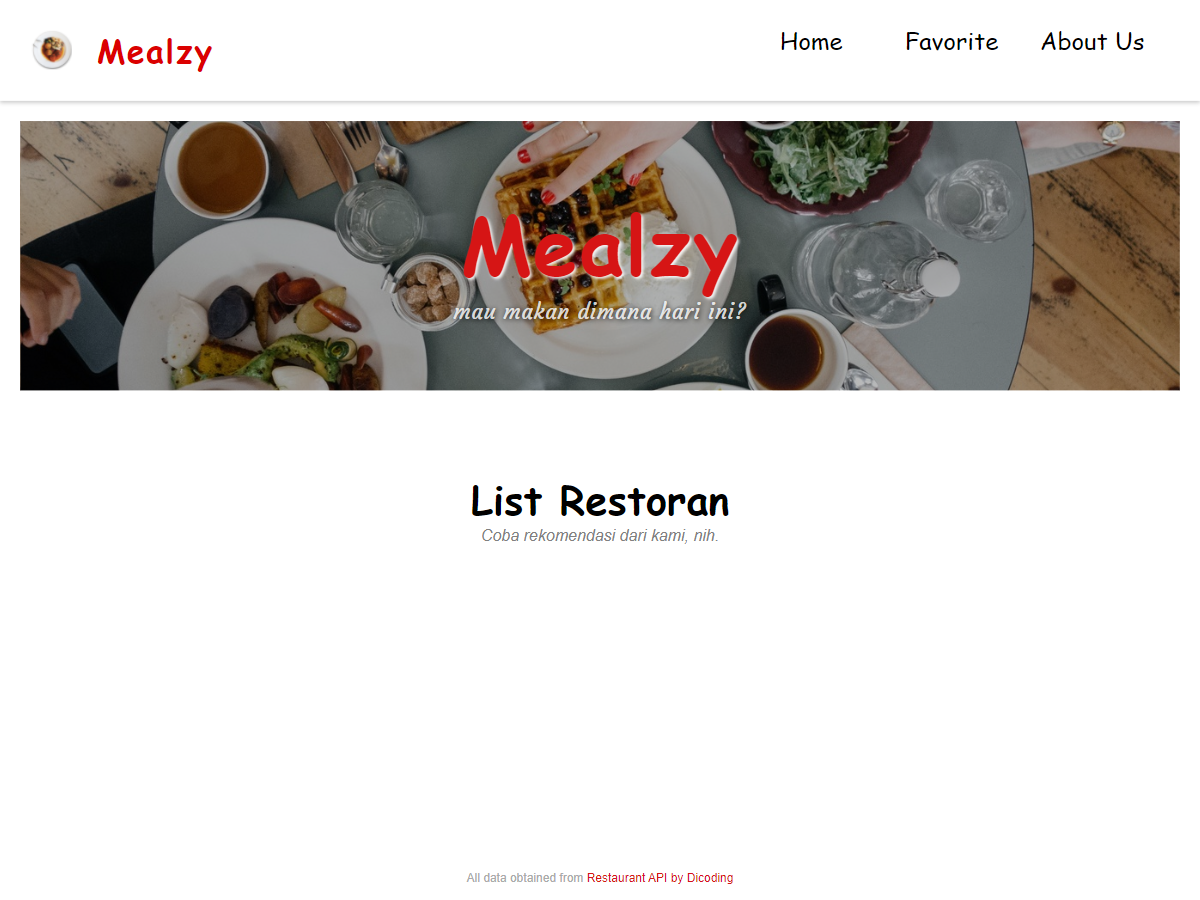 Mealzy
Home Favorite About Us
Mealzy
mau makan dimana hari ini?
List Restoran
Coba rekomendasi dari kami, nih.
All data obtained from Restaurant API by Dicoding